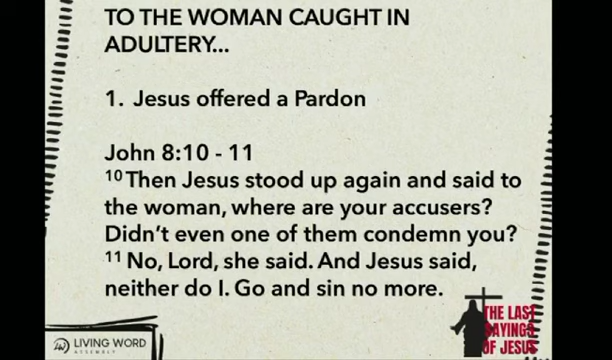 TO THE WOMAN CAUGHT IN
ADULTERY...
1. Jesus offered a Pardon
John 8:10 - 11
10 Then Jesus stood up again and said to
the woman, where are your accusers?
Didn't even one of them condemn you?
11 No, Lord, she said. And Jesus said,
neither do I. Go and sin no more.
LIVING WORD
ASSEMBLY
THE LAST
SAYINGS
OF JESUS